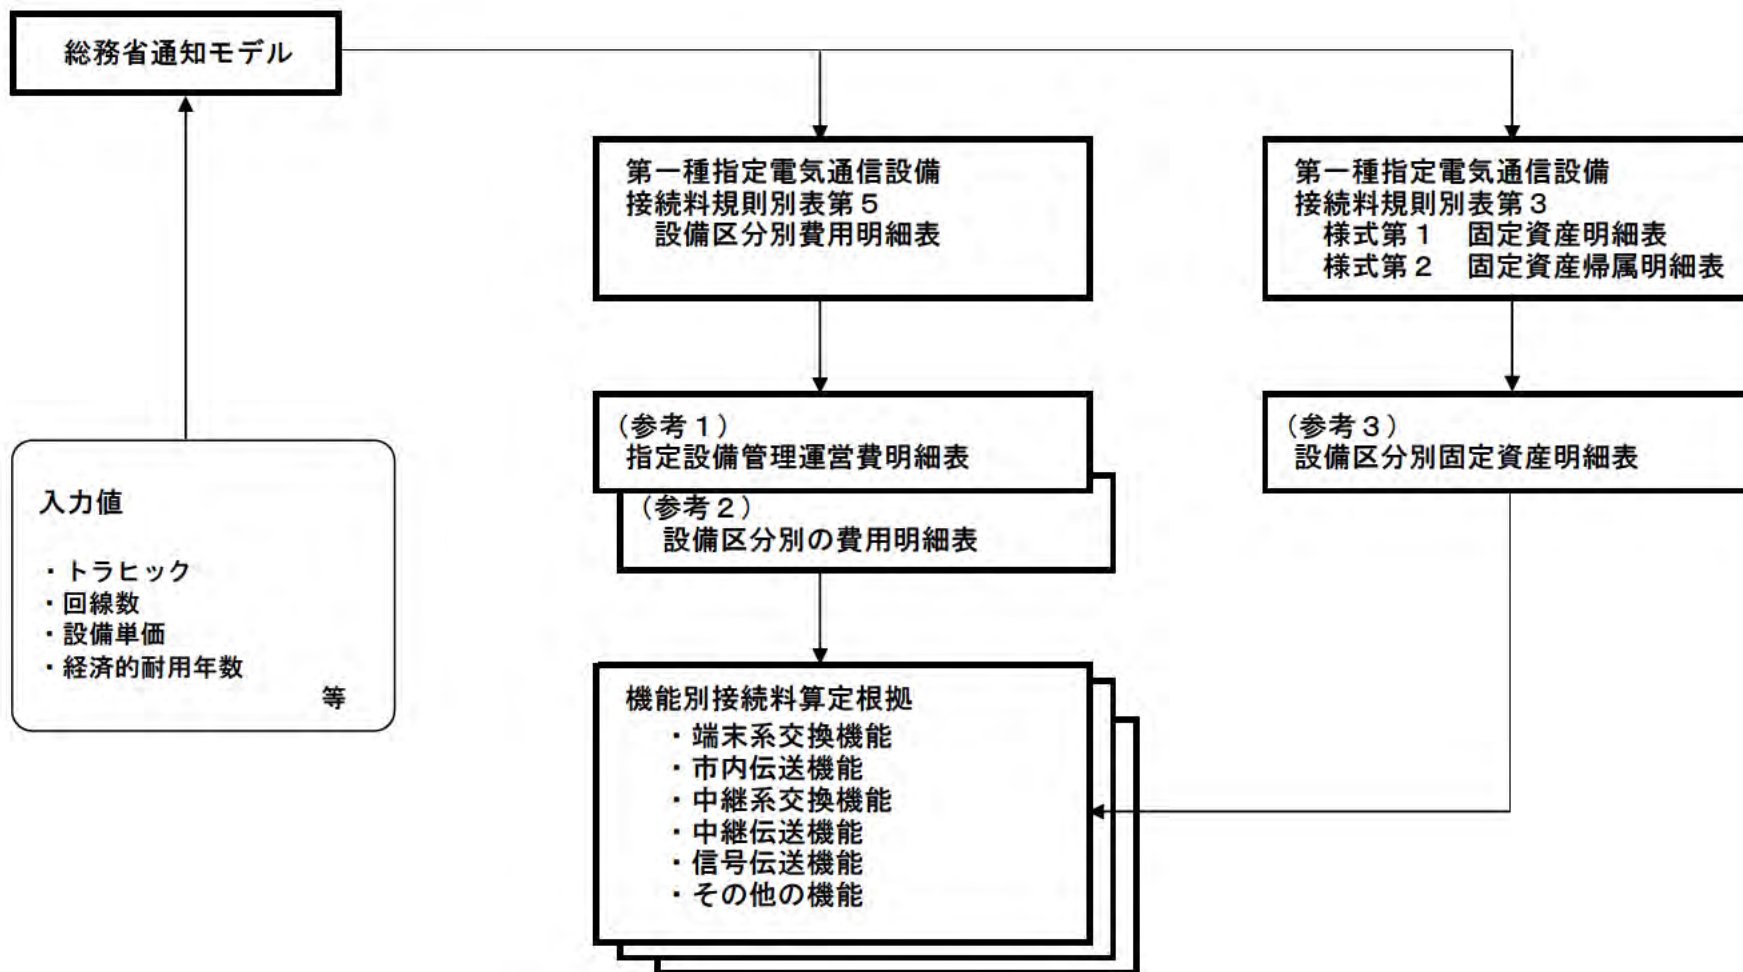 総務省通知モデル
第一種指定電気通信設備
接続料規則別表第５
設備区分別費用明細表
第一種指定電気通信設備
接続料規則別表第３
様式第１　固定資産明細表
様式第２　固定資産帰属明細表
（参考１）
指定設備管理運営費明細表
（参考２）
設備区分別の費用明細表
（参考３）
設備区分別固定資産明細表
入力値
・トラヒック
・回線数
・設備単価
・経済的耐用年数
等
機能別接続料算定根拠
・端末系交換機能
・市内伝送機能
・中継系交換機能
・中継伝送機能
・信号伝送機能
・その他の機能